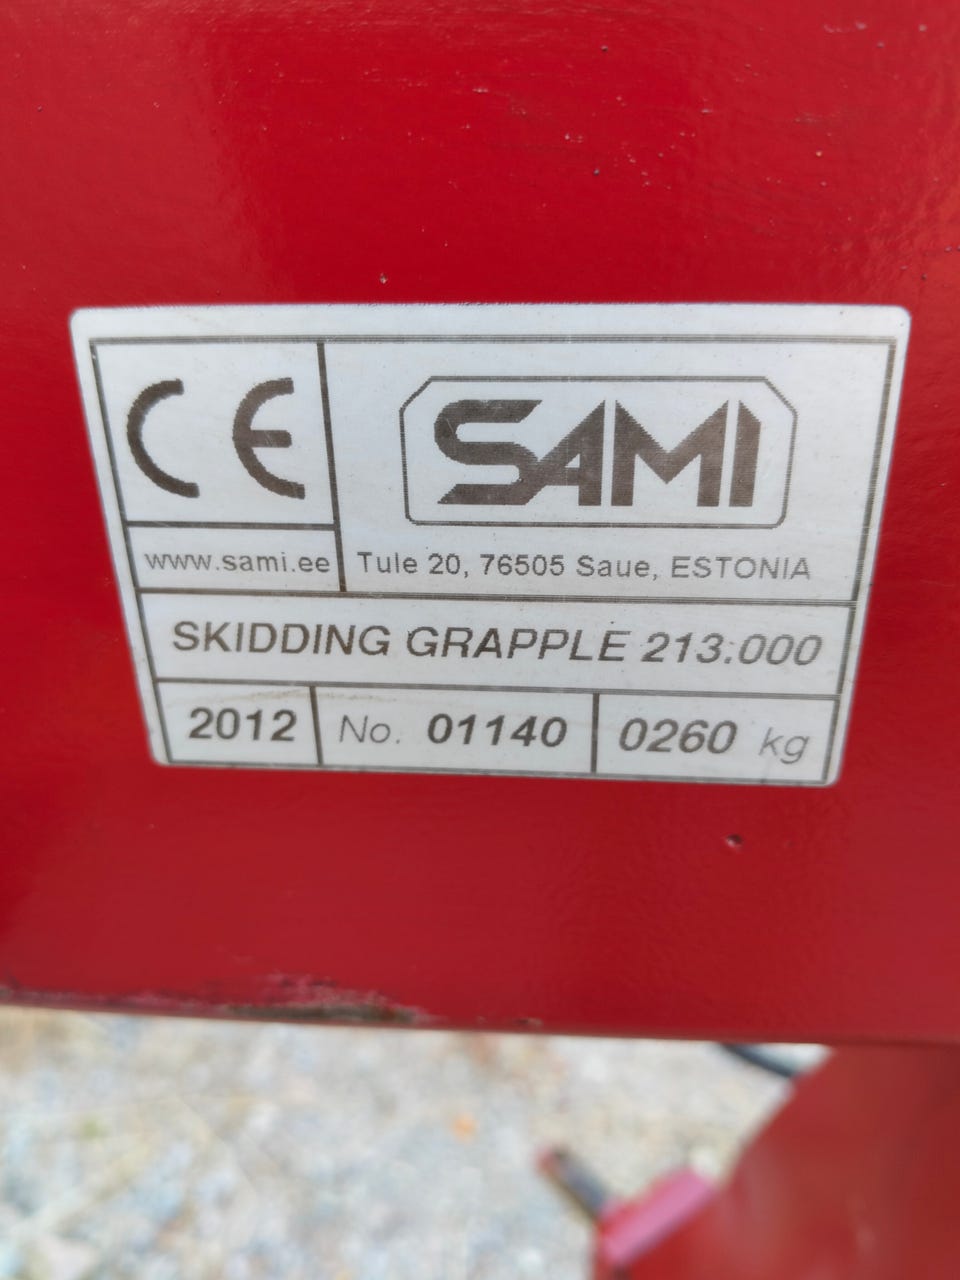 CE
SAMI
www.sami.ee
Tule 20, 76505 Saue, ESTONIA
SKIDDING GRAPPLE 213.000
2012 No. 01140 0260 kg